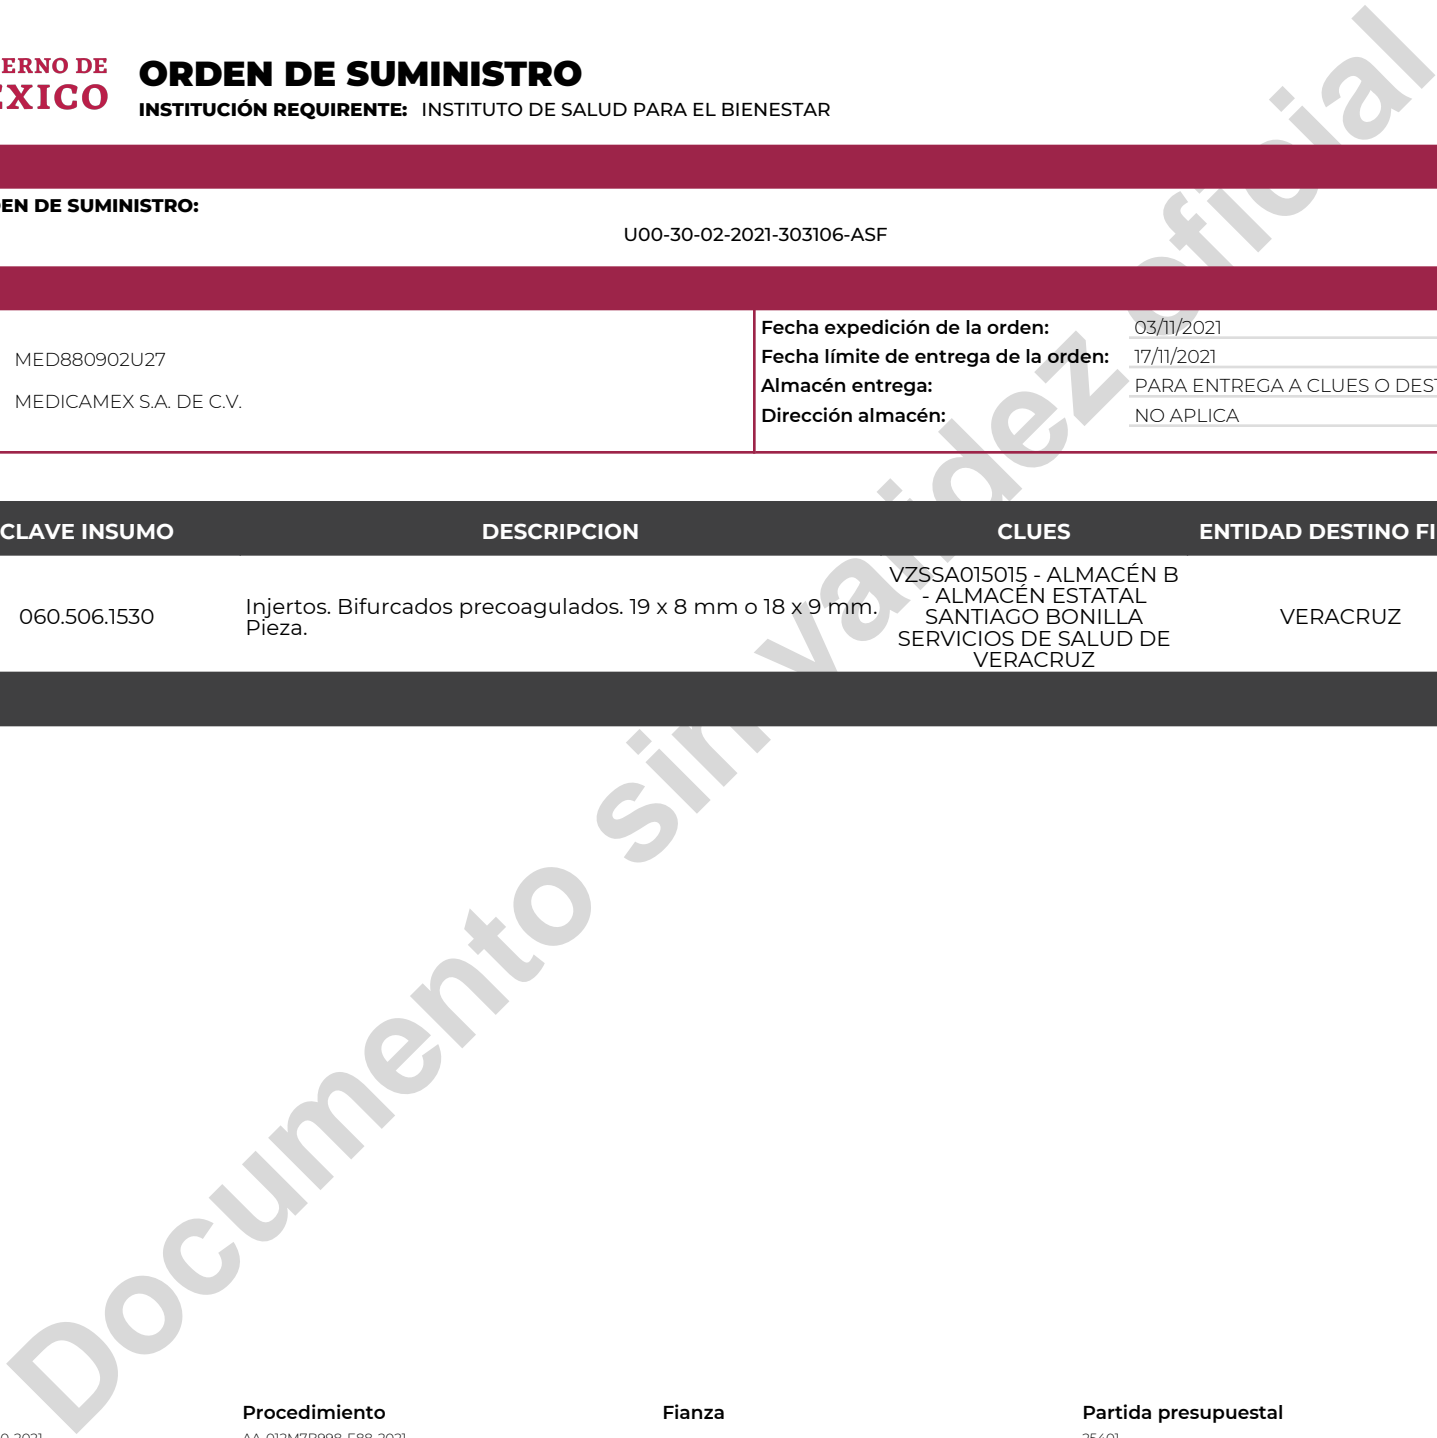 ERNO DE
EXICO
ORDEN DE SUMINISTRO
INSTITUCIÓN REQUIRENTE: INSTITUTO DE SALUD PARA EL BIENESTAR
EN DE SUMINISTRO:
U00-30-02-2021-303106-ASF
MED880902U27
MEDICAMEX S.A. DE C.V.
Fecha expedición de la orden: 03/11/2021
Fecha límite de entrega de la orden: 17/11/2021
Almacén entrega: PARA ENTREGA A CLUES O DEST
Dirección almacén: NO APLICA
CLAVE INSUMO DESCRIPCION CLUES ENTIDAD DESTINO FI
060.506.1530
Injertos. Bifurcados precoagulados. 19 x 8 mm o 18 x 9 mm.
Pieza.
VZSSA015015 - ALMACÉN B
- ALMACÉN ESTATAL
SANTIAGO BONILLA
SERVICIOS DE SALUD DE
VERACRUZ
VERACRUZ
Documento sin validez oficial
Procedimiento Fianza Partida presupuestal